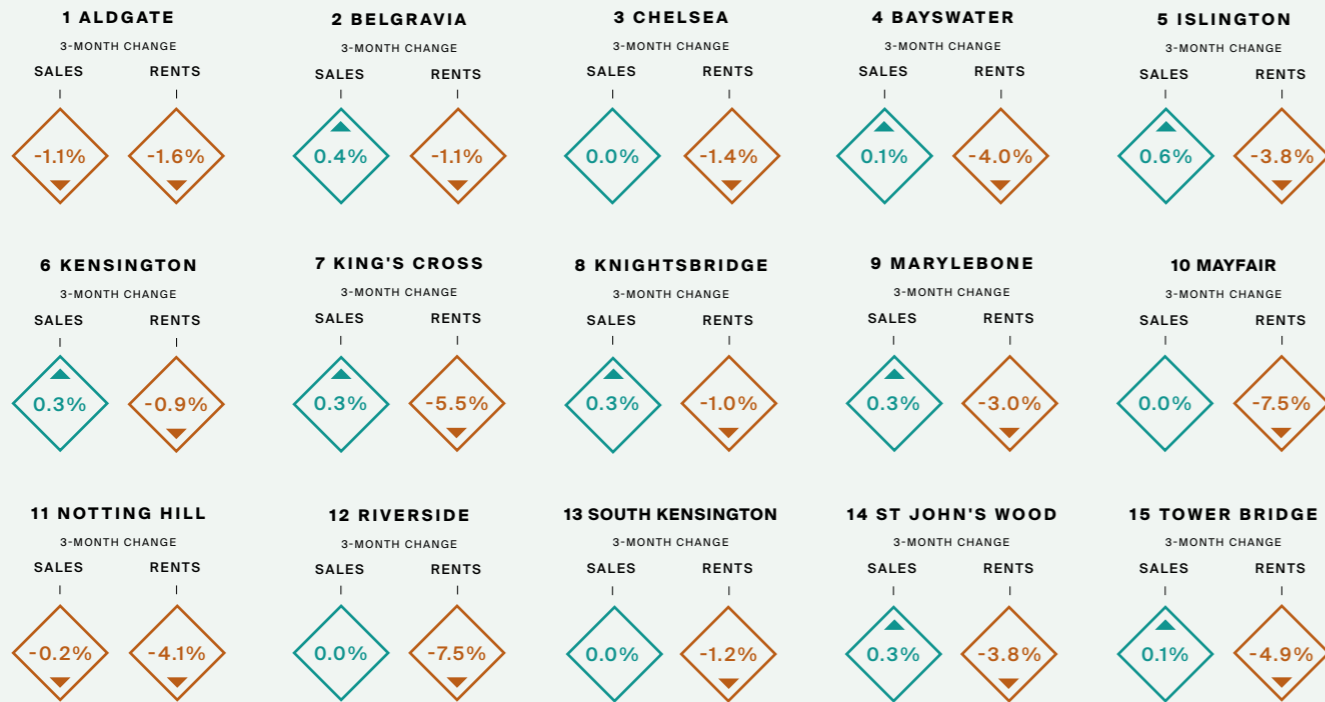 1 ALDGATE
3-MONTH CHANGE
SALES RENTS
-1.1% -1.6%
2 BELGRAVIA
3-MONTH CHANGE
SALES RENTS
0.4% -1.1%
3 CHELSEA
3-MONTH CHANGE
SALES RENTS
0.0% -1.4%
4 BAYSWATER
3-MONTH CHANGE
SALES RENTS
0.1% -4.0%
5 ISLINGTON
3-MONTH CHANGE
SALES RENTS
0.6% -3.8%
6 KENSINGTON
3-MONTH CHANGE
SALES RENTS
0.3% -0.9%
7 KING'S CROSS
3-MONTH CHANGE
SALES RENTS
0.3% -5.5%
8 KNIGHTSBRIDGE
3-MONTH CHANGE
SALES RENTS
0.3% -1.0%
9 MARYLEBONE
3-MONTH CHANGE
SALES RENTS
0.3% -3.0%
10 MAYFAIR
3-MONTH CHANGE
SALES RENTS
0.0% -7.5%
11 NOTTING HILL
3-MONTH CHANGE
SALES RENTS
-0.2% -4.1%
12 RIVERSIDE
3-MONTH CHANGE
SALES RENTS
0.0% -7.5%
13 SOUTH KENSINGTON
3-MONTH CHANGE
SALES RENTS
0.0% -1.2%
14 ST JOHN'S WOOD
3-MONTH CHANGE
SALES RENTS
0.3% -3.8%
15 TOWER BRIDGE
3-MONTH CHANGE
SALES RENTS
0.1% -4.9%